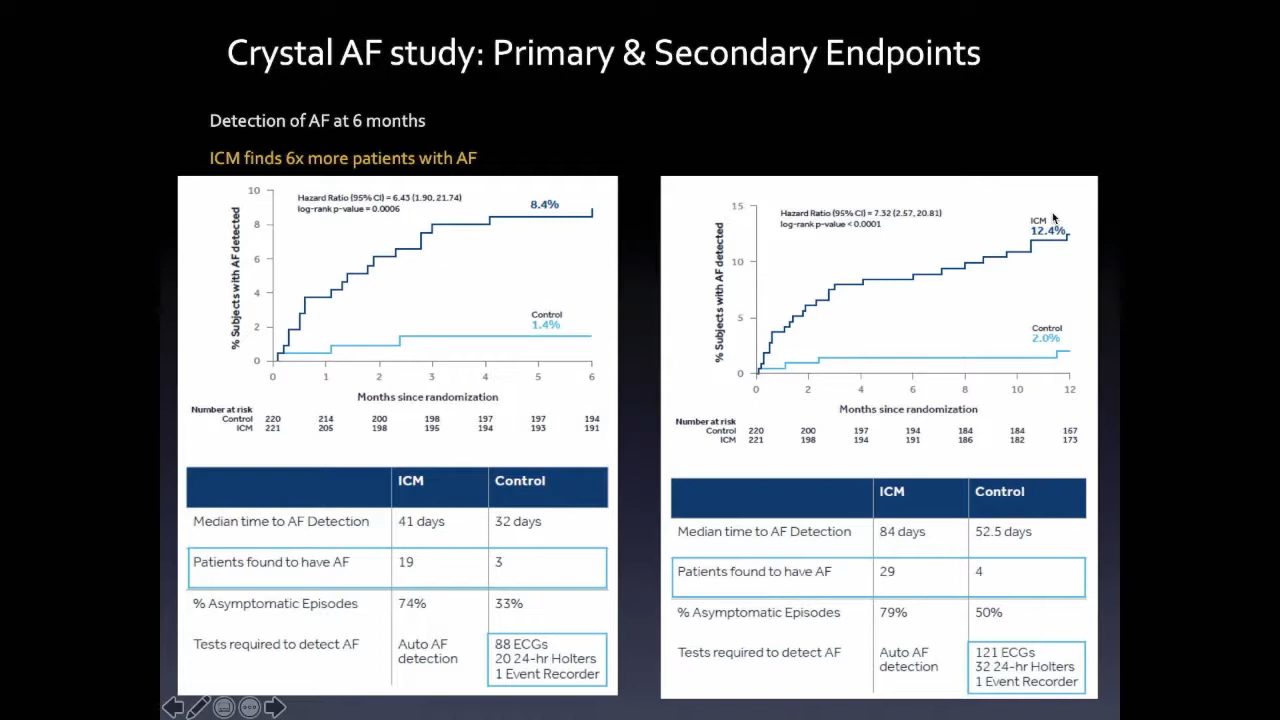 Crystal AF study: Primary & Secondary Endpoints
Detection of AF at 6 months
ICM finds 6x more patients with AF
Hazard Ratio (95% CI) = 6.43 (1.90, 21.74)
log-rank p-value = 0.0006
8.4%
Control
1.4%
% Subjects with AF detected
10
8
6
4
2
0
0 1 2 3 4 5 6
Months since randomization
Number at risk
Control 220 214 200 198 197 197 194
ICM 221 205 198 195 194 193 191
ICM Control
Median time to AF Detection 41 days 32 days
Patients found to have AF 19 3
% Asymptomatic Episodes 74% 33%
Tests required to detect AF Auto AF detection 88 ECGs
20 24-hr Holters
1 Event Recorder
Hazard Ratio (95% CI) = 7.32 (2.57, 20.81)
log-rank p-value < 0.0001
ICM
12.4%
Control
2.0%
% Subjects with AF detected
15
10
5
0
0 2 4 6 8 10 12
Months since randomization
Number at risk
Control 220 200 197 194 184 184 167
ICM 221 198 194 191 186 182 173
ICM Control
Median time to AF Detection 84 days 52.5 days
Patients found to have AF 29 4
% Asymptomatic Episodes 79% 50%
Tests required to detect AF Auto AF detection 121 ECGs
32 24-hr Holters
1 Event Recorder